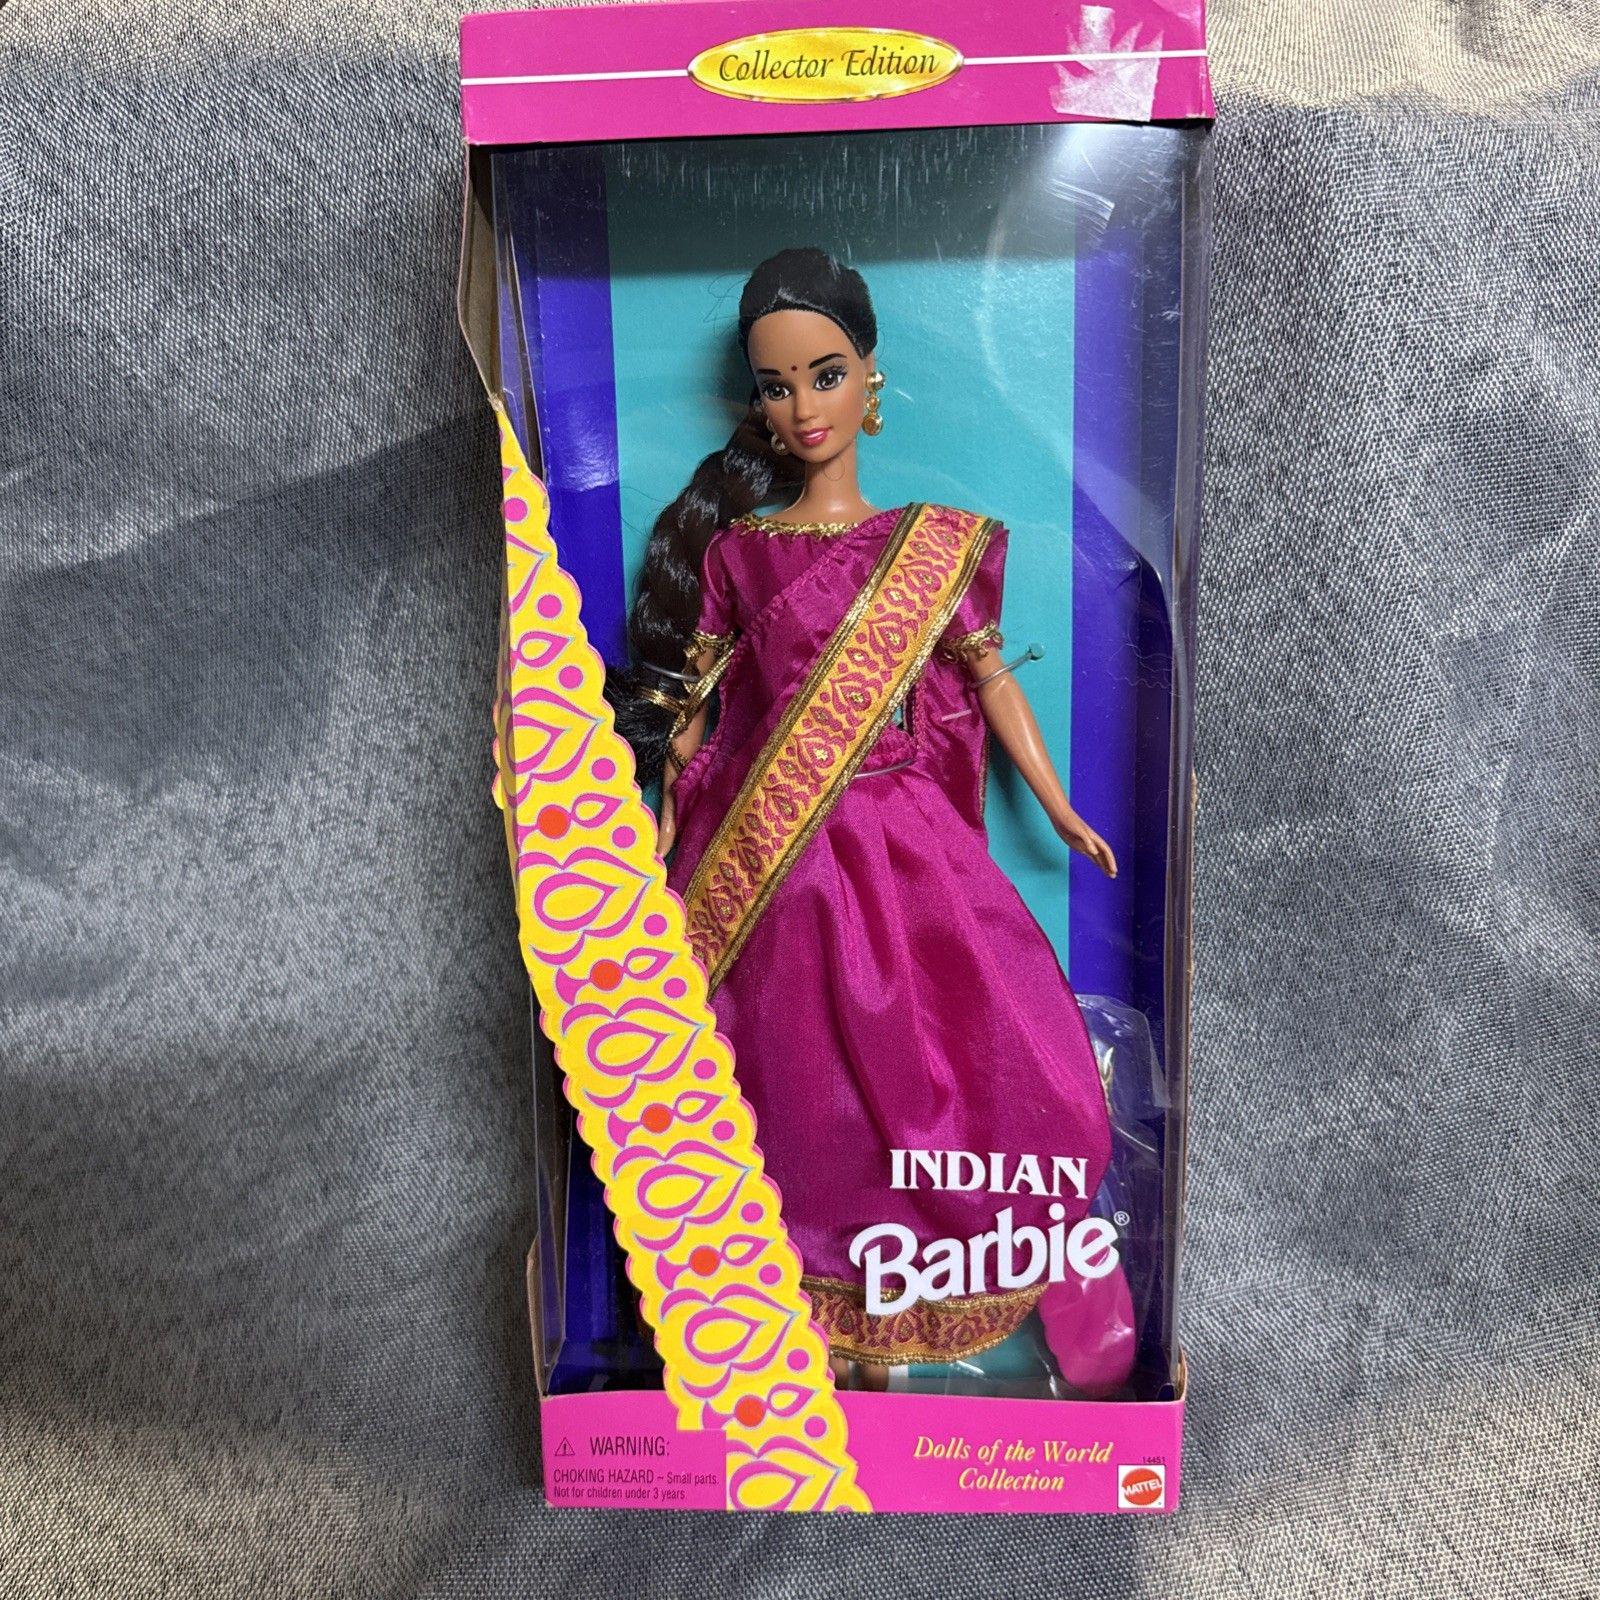 Collector Edition
INDIAN
Barbie®
⚠ WARNING:
CHOKING HAZARD – Small parts.
Not for children under 3 years.
Dolls of the World
Collection
14451
MATTEL